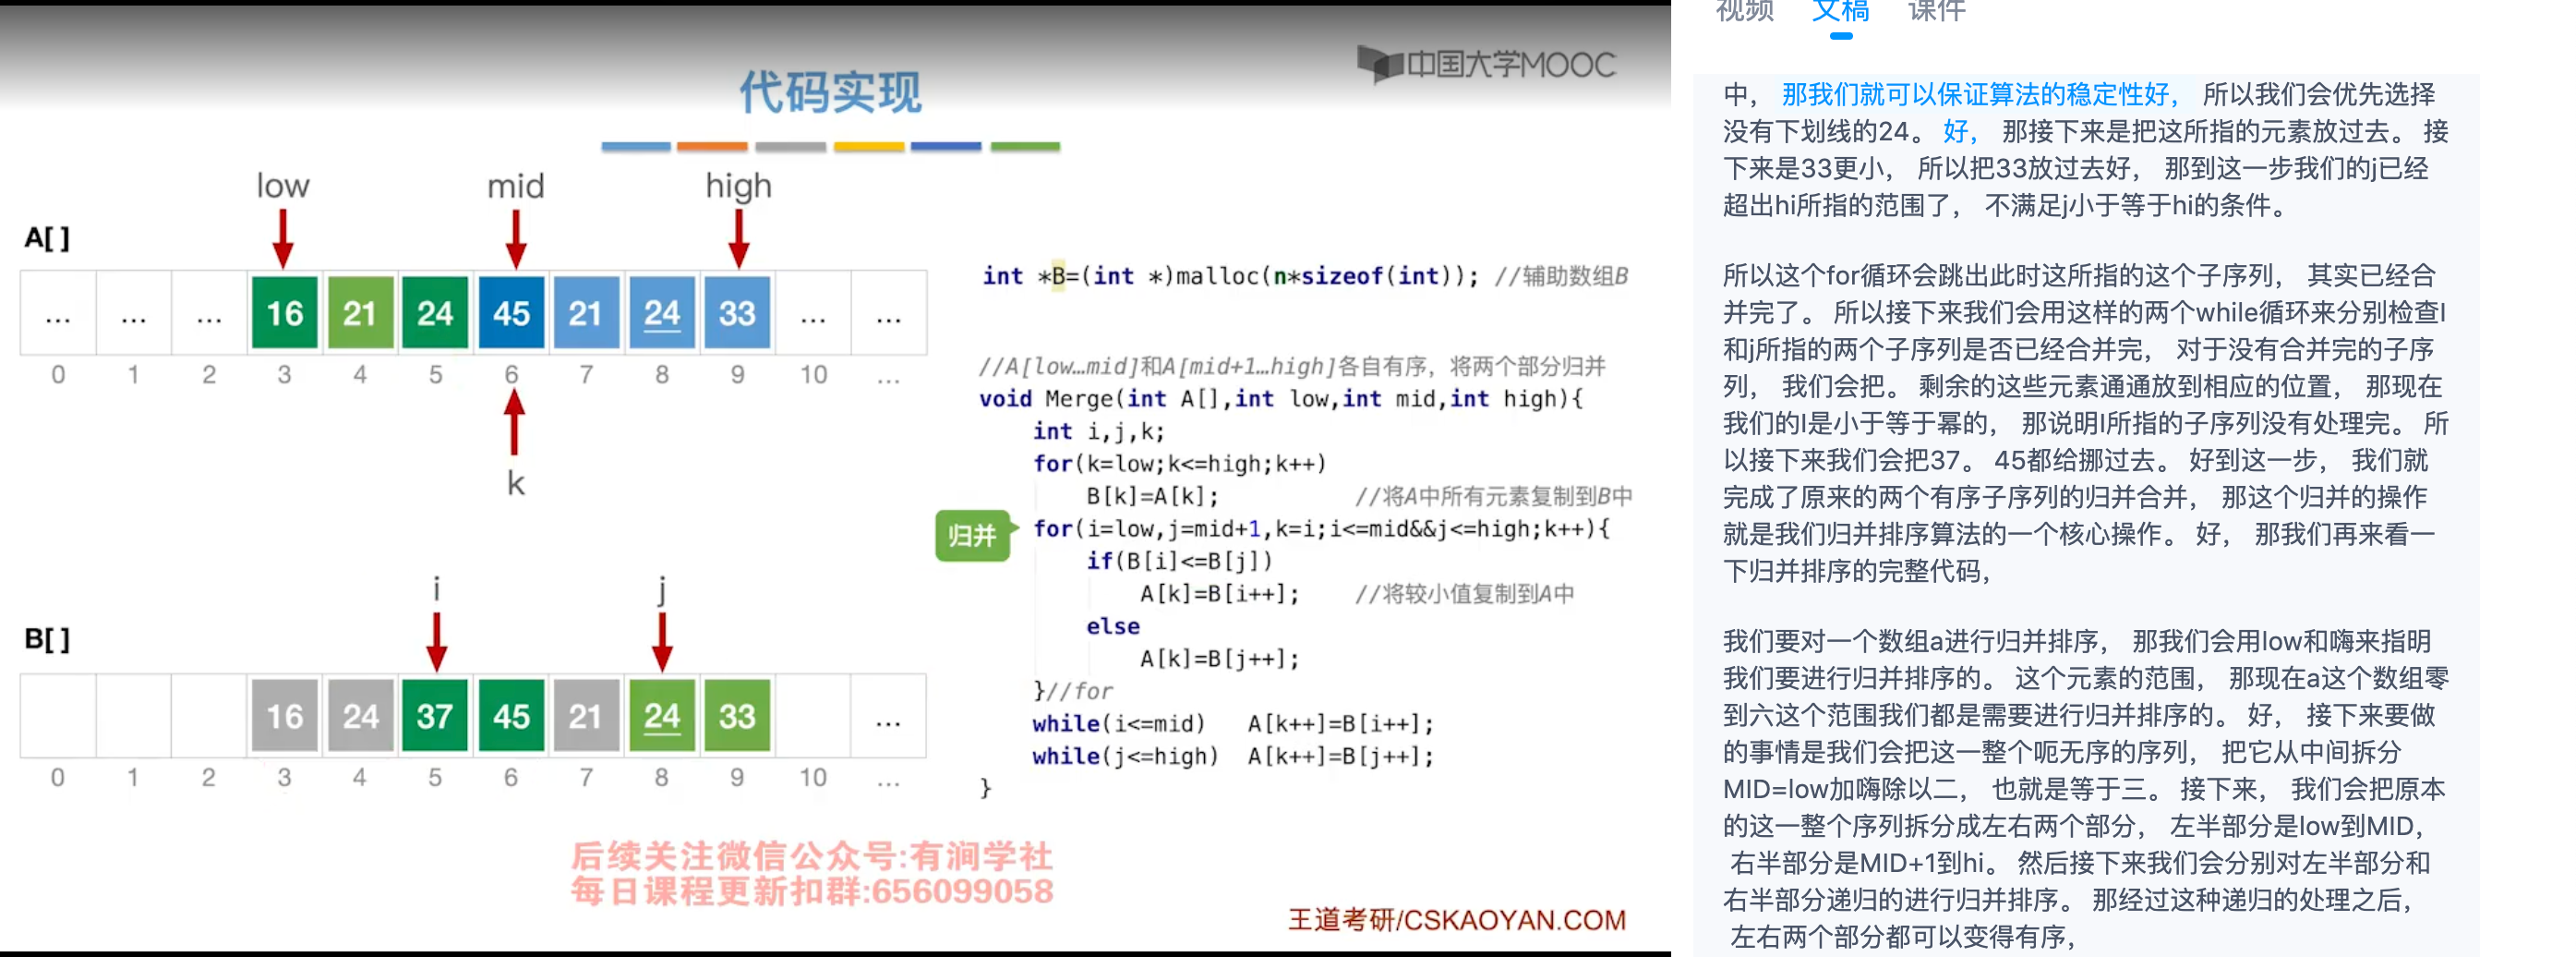 中国大学MOOC
代码实现
low mid high
A[ ]
... ... ... 16 21 24 45 21 24 33 ... ...
0 1 2 3 4 5 6 7 8 9 10 ...
k
i j
B[ ]
16 24 37 45 21 24 33 ...
0 1 2 3 4 5 6 7 8 9 10 ...
int *B=(int *)malloc(n*sizeof(int)); //辅助数组B
//A[low…mid]和A[mid+1…high]各自有序，将两个部分归并
void Merge(int A[],int low,int mid,int high){
int i,j,k;
for(k=low;k<=high;k++)
B[k]=A[k]; //将A中所有元素复制到B中
归并
for(i=low,j=mid+1,k=i;i<=mid&&j<=high;k++){
if(B[i]<=B[j])
A[k]=B[i++]; //将较小值复制到A中
else
A[k]=B[j++];
}//for
while(i<=mid) A[k++]=B[i++];
while(j<=high) A[k++]=B[j++];
}
后续关注微信公众号:有涧学社
每日课程更新扣群:656099058
王道考研/CSKAOYAN.COM
视频 文稿 课件
中， 那我们就可以保证算法的稳定性好， 所以我们会优先选择
没有下划线的24。 好， 那接下来是把这所指的元素放过去。 接
下来是33更小， 所以把33放过去好， 那到这一步我们的j已经
超出hi所指的范围了， 不满足j小于等于hi的条件。
所以这个for循环会跳出此时这所指的这个子序列， 其实已经合
并完了。 所以接下来我们会用这样的两个while循环来分别检查I
和j所指的两个子序列是否已经合并完， 对于没有合并完的子序
列， 我们会把。 剩余的这些元素通通放到相应的位置， 那现在
我们的I是小于等于幂的， 那说明I所指的子序列没有处理完。 所
以接下来我们会把37。 45都给挪过去。 好到这一步， 我们就
完成了原来的两个有序子序列的归并合并， 那这个归并的操作
就是我们归并排序算法的一个核心操作。 好， 那我们再来看一
下归并排序的完整代码，
我们要对一个数组a进行归并排序， 那我们会用low和嗨来指明
我们要进行归并排序的。 这个元素的范围， 那现在a这个数组零
到六这个范围我们都是需要进行归并排序的。 好， 接下来要做
的事情是我们会把这一整个呃无序的序列， 把它从中间拆分
MID=low加嗨除以二， 也就是等于三。 接下来， 我们会把原本
的这一整个序列拆分成左右两个部分， 左半部分是low到MID，
右半部分是MID+1到hi。 然后接下来我们会分别对左半部分和
右半部分递归的进行归并排序。 那经过这种递归的处理之后，
左右两个部分都可以变得有序，